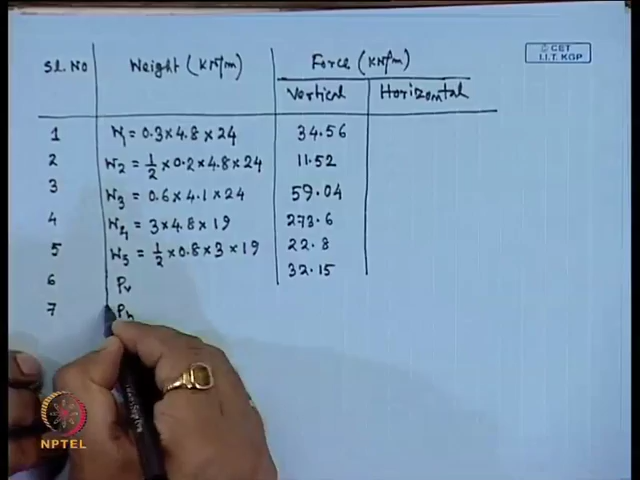 © CET
I.I.T. KGP
Sl. No Weight (KN/m) Force (KN/m)
Vertical Horizontal
1 W1 = 0.3×4.8×24 34.56
2 W2 = 1/2×0.2×4.8×24 11.52
3 W3 = 0.6×4.1×24 59.04
4 W4 = 3×4.8×19 273.6
5 W5 = 1/2×0.8×3×19 22.8
6 Pv 32.15
7 Ph
NPTEL